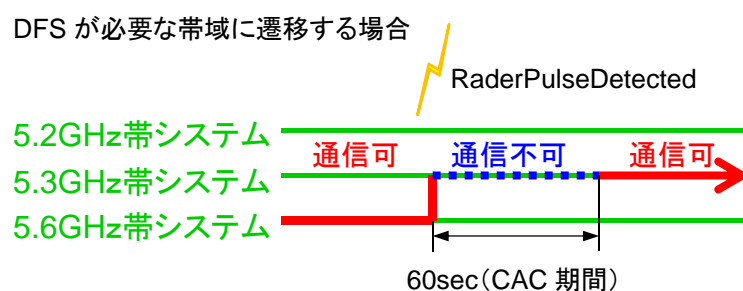 DFS が必要な帯域に遷移する場合
RaderPulseDetected
5.2GHz帯システム
通信可 通信不可 通信可
5.3GHz帯システム
5.6GHz帯システム
60sec(CAC 期間)